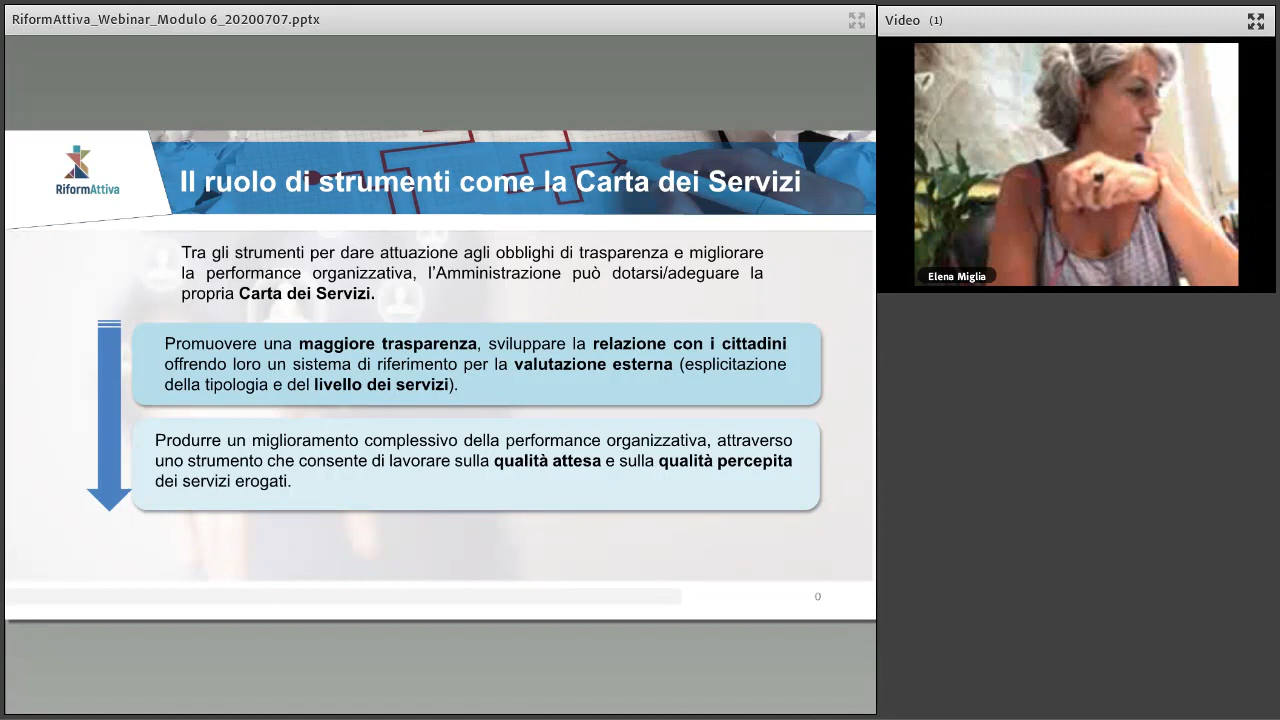 RiformAttiva_Webinar_Modulo 6_20200707.pptx
Video (1)
RiformAttiva
Il ruolo di strumenti come la Carta dei Servizi
Tra gli strumenti per dare attuazione agli obblighi di trasparenza e migliorare
la performance organizzativa, l’Amministrazione può dotarsi/adeguare la
propria Carta dei Servizi.
Promuovere una maggiore trasparenza, sviluppare la relazione con i cittadini
offrendo loro un sistema di riferimento per la valutazione esterna (esplicitazione
della tipologia e del livello dei servizi).
Produrre un miglioramento complessivo della performance organizzativa, attraverso
uno strumento che consente di lavorare sulla qualità attesa e sulla qualità percepita
dei servizi erogati.
0
Elena Miglia